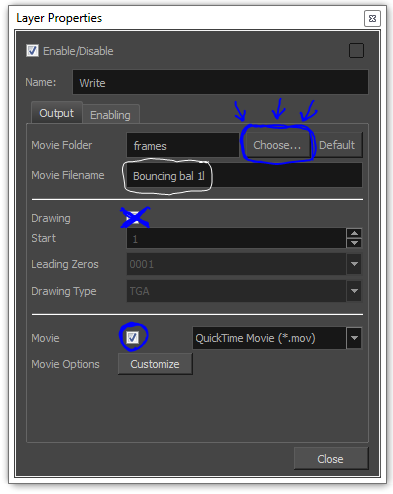 Layer Properties
Enable/Disable
Name: Write
Output Enabling
Movie Folder frames Choose... Default
Movie Filename Bouncing bal 1l
Drawing
Start 1
Leading Zeros 0001
Drawing Type TGA
Movie QuickTime Movie (*.mov)
Movie Options Customize
Close